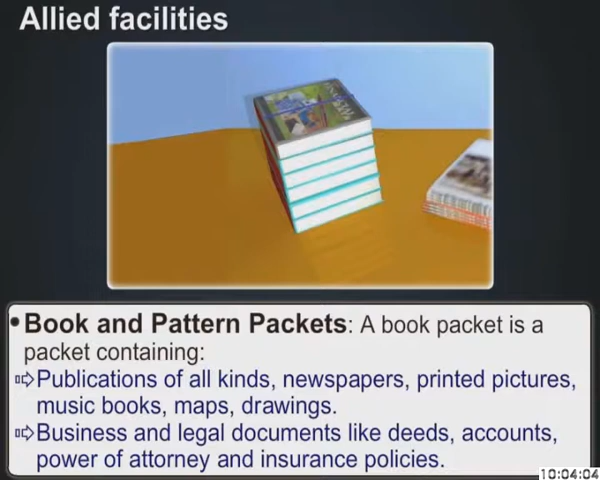 Allied facilities
• Book and Pattern Packets: A book packet is a
packet containing:
⇨Publications of all kinds, newspapers, printed pictures,
music books, maps, drawings.
⇨Business and legal documents like deeds, accounts,
power of attorney and insurance policies.
10:04:04